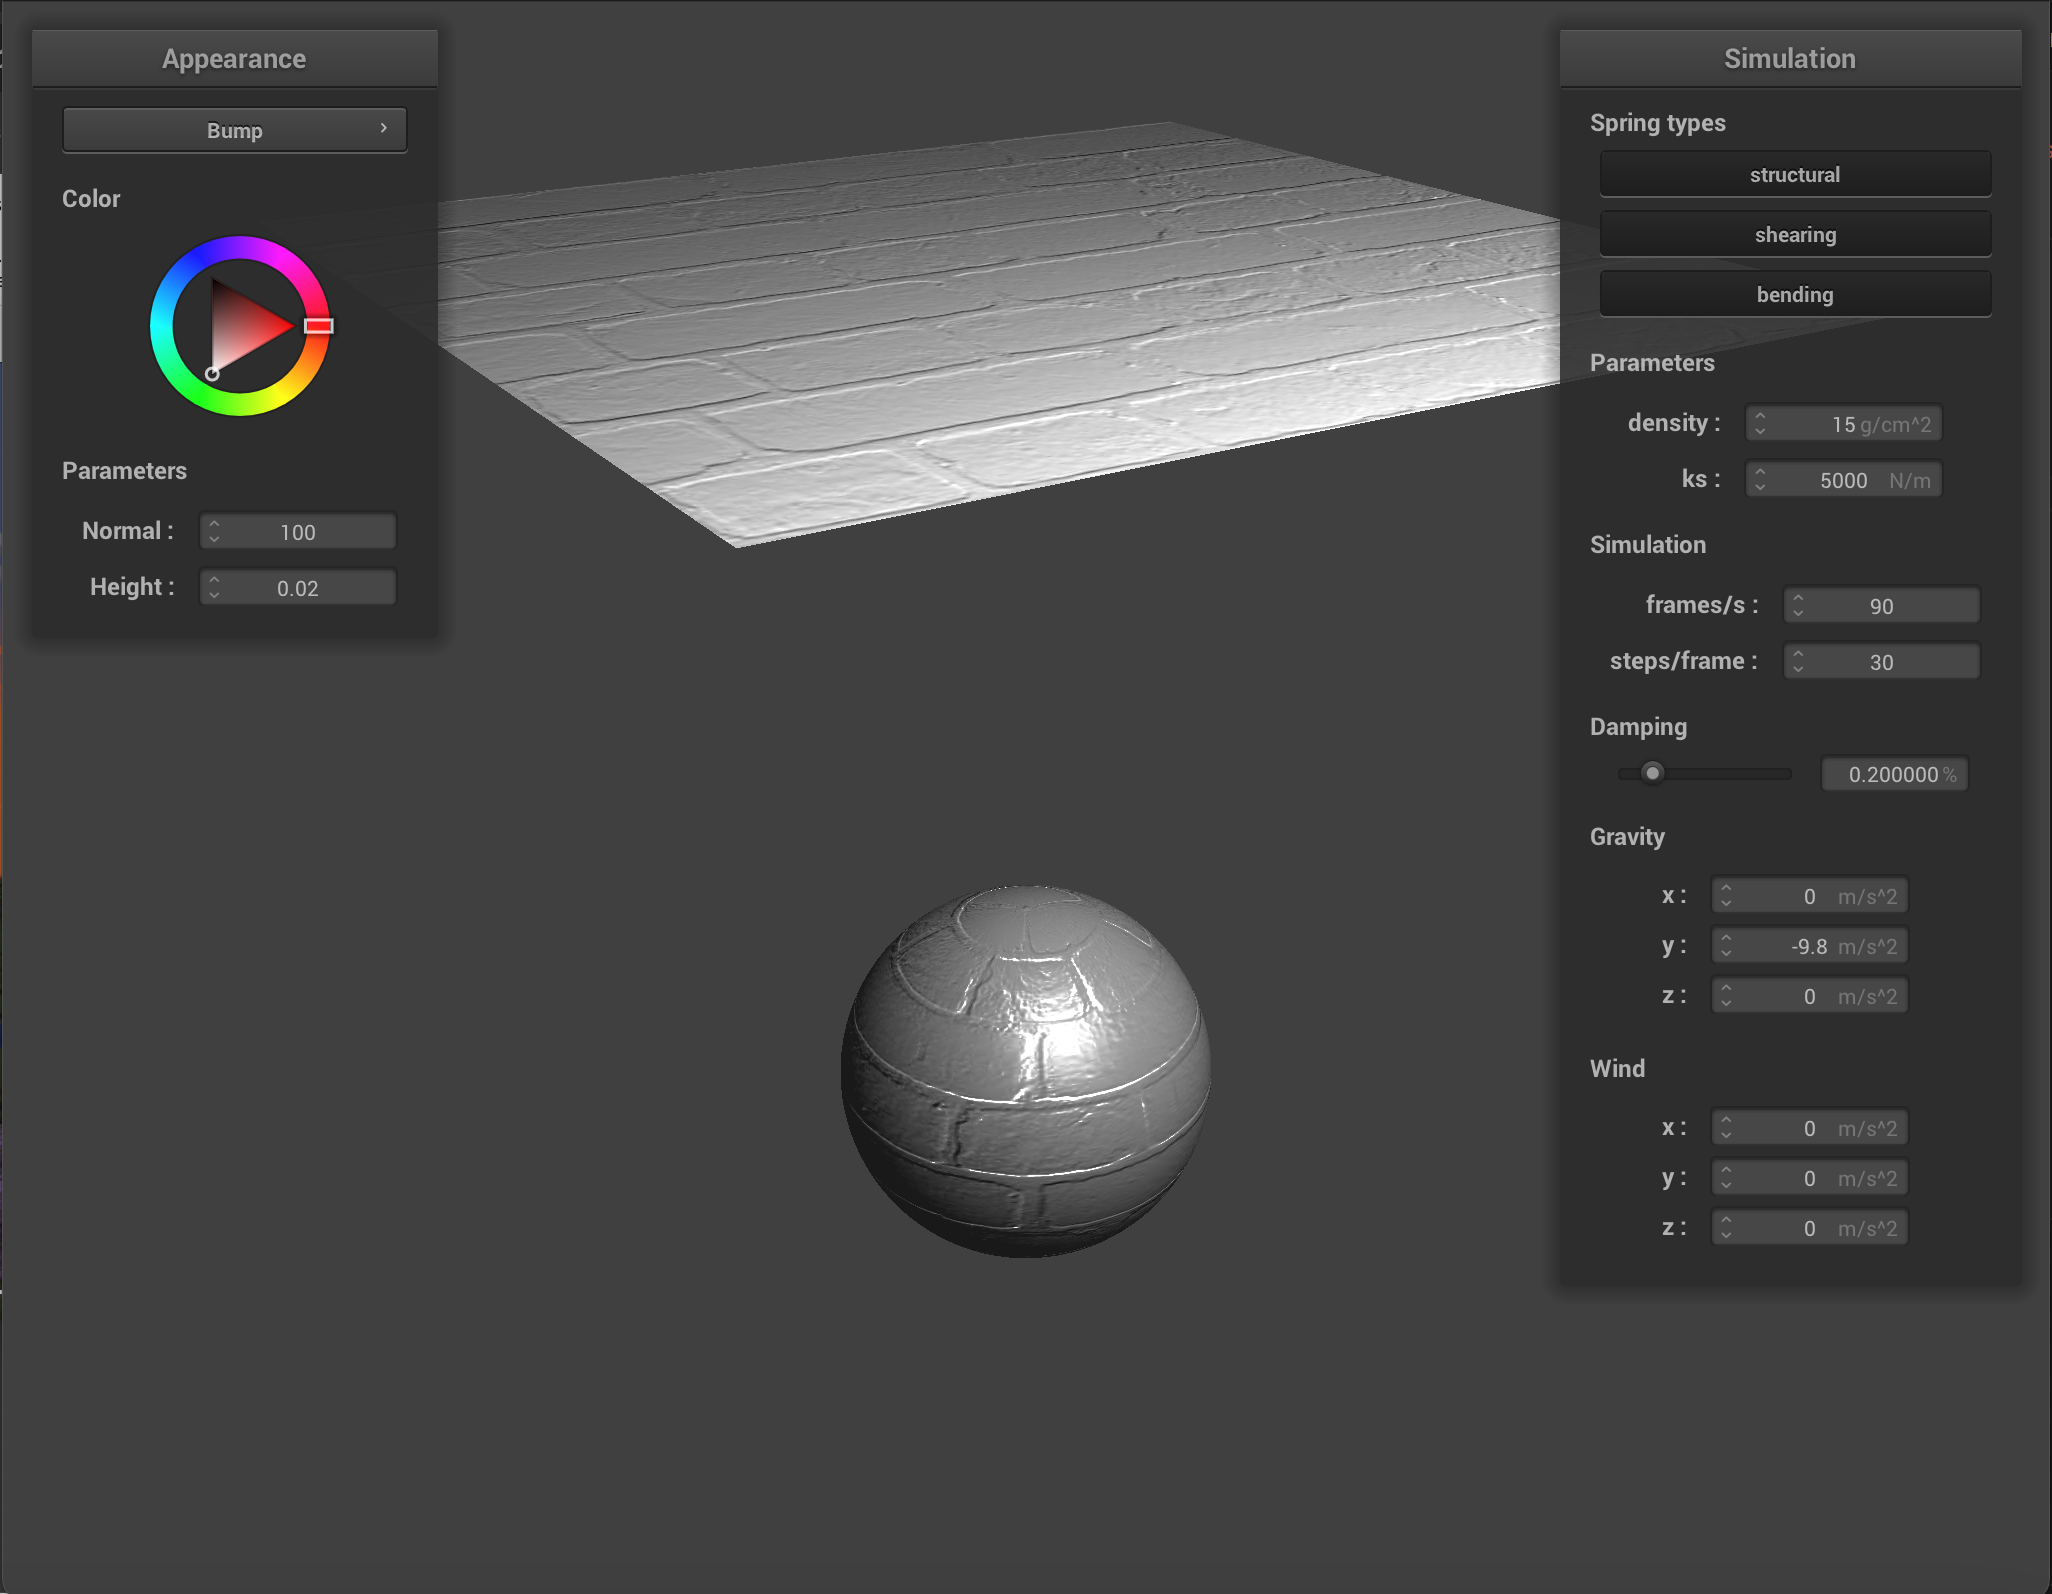 Appearance
Bump
Color
Parameters
Normal : 100
Height : 0.02
Simulation
Spring types
structural
shearing
bending
Parameters
density : 15 g/cm^2
ks : 5000 N/m
Simulation
frames/s : 90
steps/frame : 30
Damping
0.200000 %
Gravity
x : 0 m/s^2
y : -9.8 m/s^2
z : 0 m/s^2
Wind
x : 0 m/s^2
y : 0 m/s^2
z : 0 m/s^2